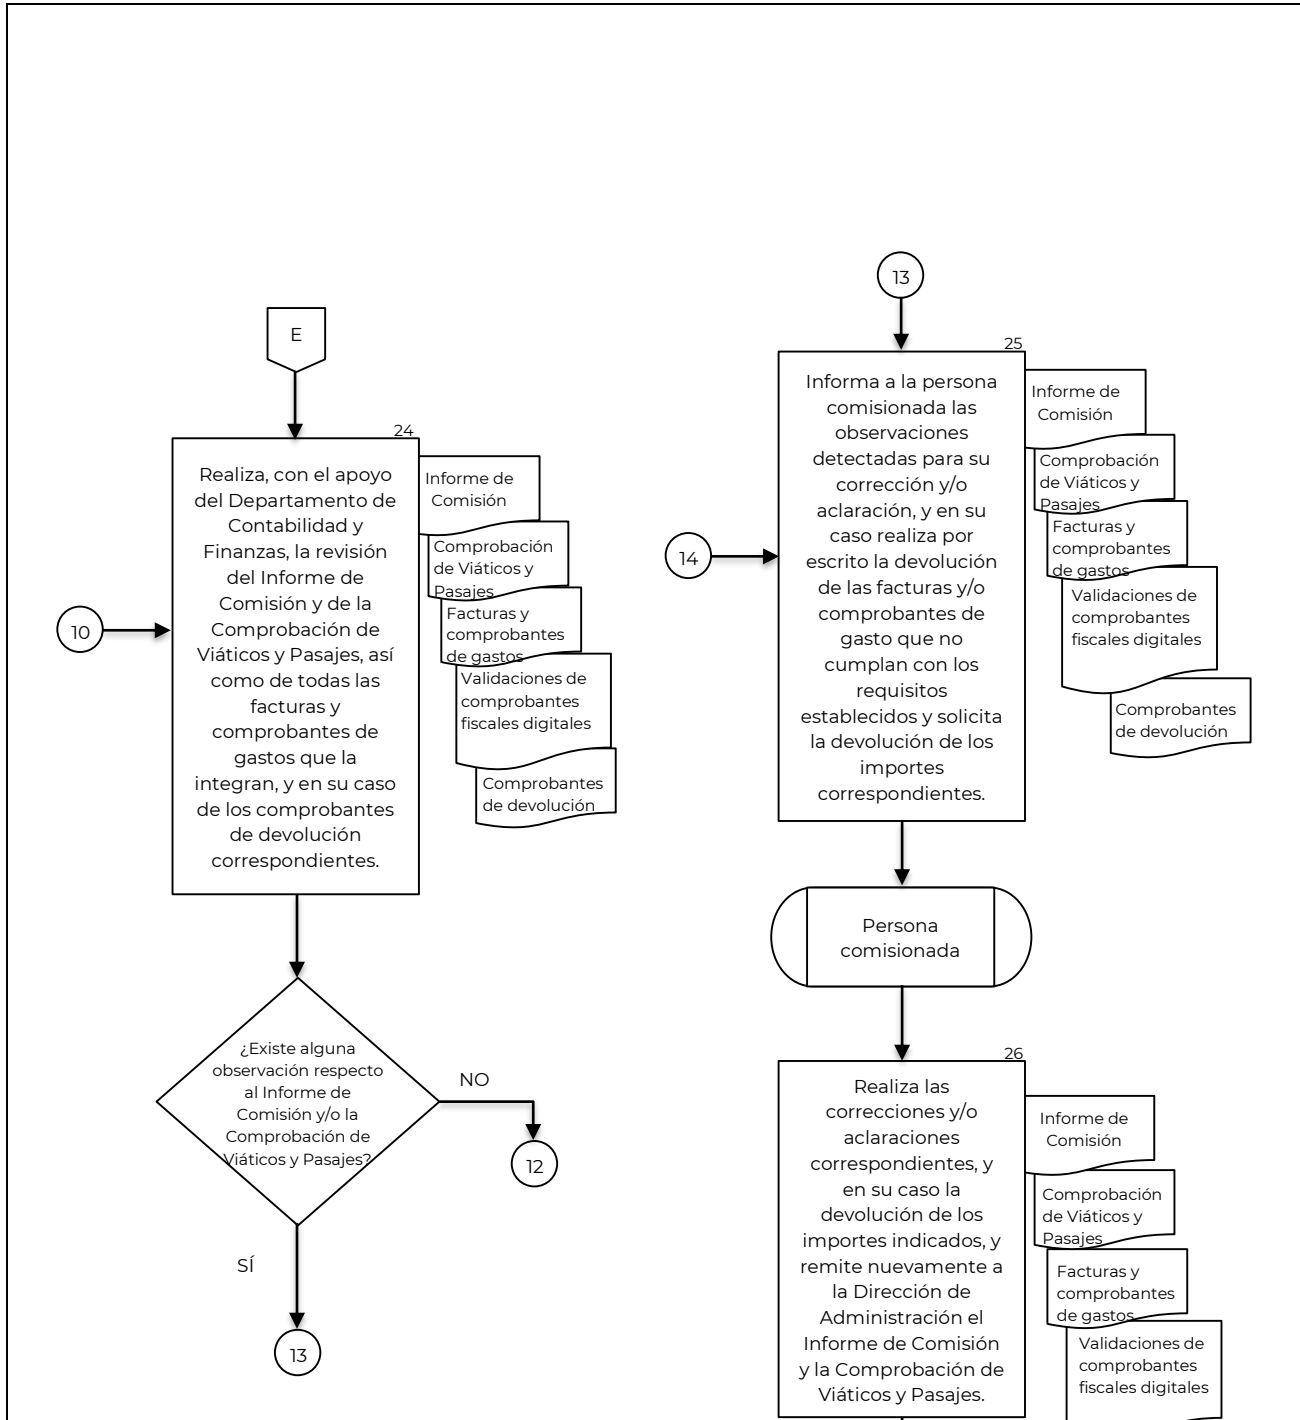 E
24
Realiza, con el apoyo
del Departamento de
Contabilidad y
Finanzas, la revisión
del Informe de
Comisión y de la
Comprobación de
Viáticos y Pasajes, así
como de todas las
facturas y
comprobantes de
gastos que la
integran, y en su caso
de los comprobantes
de devolución
correspondientes.
Informe de
Comisión
Comprobación
de Viáticos y
Pasajes
Facturas y
comprobantes
de gastos
Validaciones de
comprobantes
fiscales digitales
Comprobantes
de devolución
10
¿Existe alguna
observación respecto
al Informe de
Comisión y/o la
Comprobación de
Viáticos y Pasajes?
NO
12
SÍ
13
13
25
Informa a la persona
comisionada las
observaciones
detectadas para su
corrección y/o
aclaración, y en su
caso realiza por
escrito la devolución
de las facturas y/o
comprobantes de
gasto que no
cumplan con los
requisitos
establecidos y solicita
la devolución de los
importes
correspondientes.
Informe de
Comisión
Comprobación
de Viáticos y
Pasajes
Facturas y
comprobantes
de gastos
Validaciones de
comprobantes
fiscales digitales
Comprobantes
de devolución
14
Persona
comisionada
26
Realiza las
correcciones y/o
aclaraciones
correspondientes, y
en su caso la
devolución de los
importes indicados, y
remite nuevamente a
la Dirección de
Administración el
Informe de Comisión
y la Comprobación de
Viáticos y Pasajes.
Informe de
Comisión
Comprobación
de Viáticos y
Pasajes
Facturas y
comprobantes
de gastos
Validaciones de
comprobantes
fiscales digitales